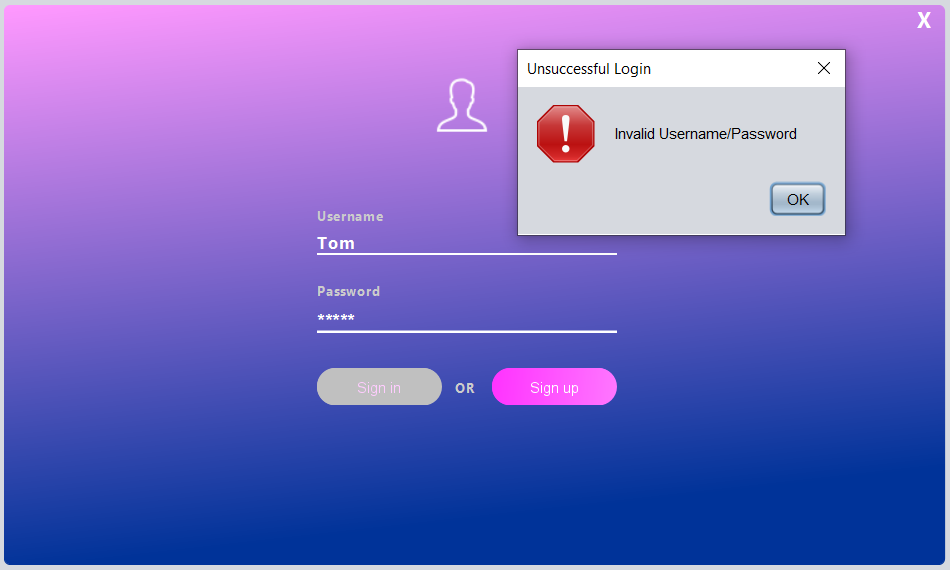 X
Unsuccessful Login
Invalid Username/Password
OK
Username
Tom
Password
*****
Sign in OR Sign up